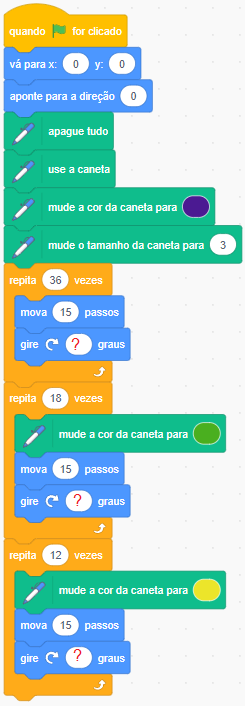 quando for clicado
vá para x: 0 y: 0
aponte para a direção 0
apague tudo
use a caneta
mude a cor da caneta para
mude o tamanho da caneta para 3
repita 36 vezes
mova 15 passos
gire ? graus
repita 18 vezes
mude a cor da caneta para
mova 15 passos
gire ? graus
repita 12 vezes
mude a cor da caneta para
mova 15 passos
gire ? graus